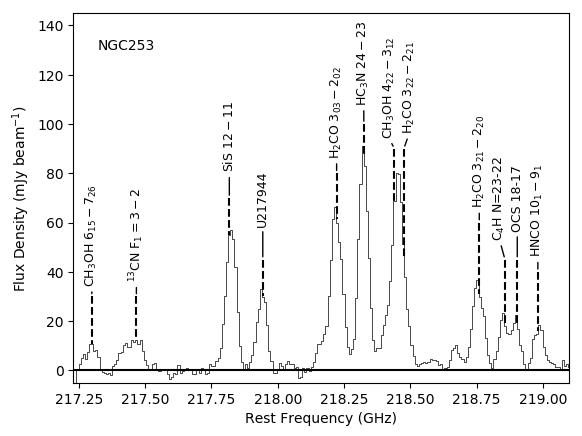 NGC253
CH₃OH 6₁₅ − 7₂₆
¹³CN F₁ = 3 − 2
SiS 12 − 11
U217944
H₂CO 3₀₃ − 2₀₂
HC₃N 24 − 23
CH₃OH 4₂₂ − 3₁₂
H₂CO 3₂₂ − 2₂₁
H₂CO 3₂₁ − 2₂₀
C₄H N=23-22
OCS 18-17
HNCO 10₁ − 9₁
Flux Density (mJy beam⁻¹)
140
120
100
80
60
40
20
0
217.25 217.50 217.75 218.00 218.25 218.50 218.75 219.00
Rest Frequency (GHz)